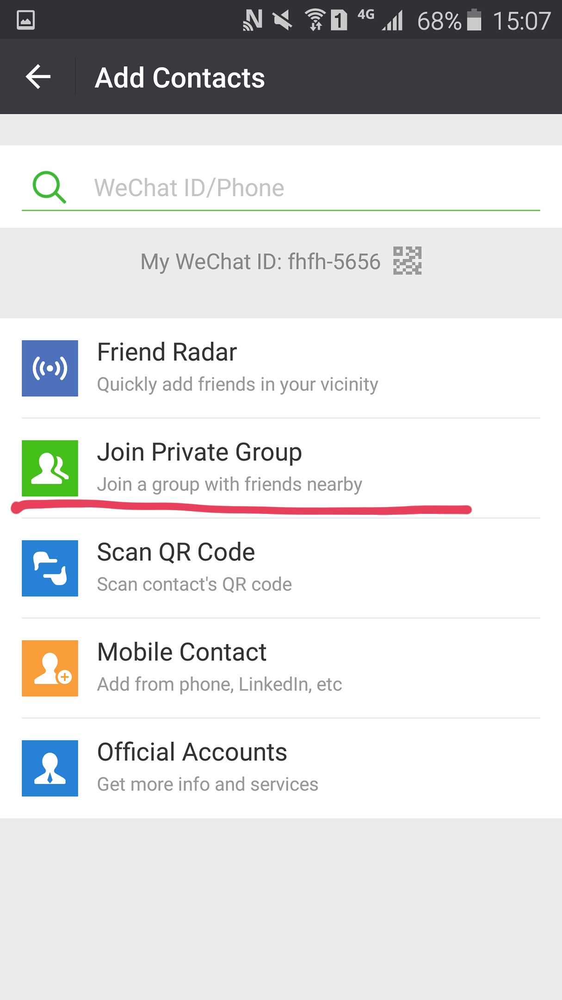 1 4G 68% 15:07
Add Contacts
WeChat ID/Phone
My WeChat ID: fhfh-5656
Friend Radar
Quickly add friends in your vicinity
Join Private Group
Join a group with friends nearby
Scan QR Code
Scan contact's QR code
Mobile Contact
Add from phone, LinkedIn, etc
Official Accounts
Get more info and services